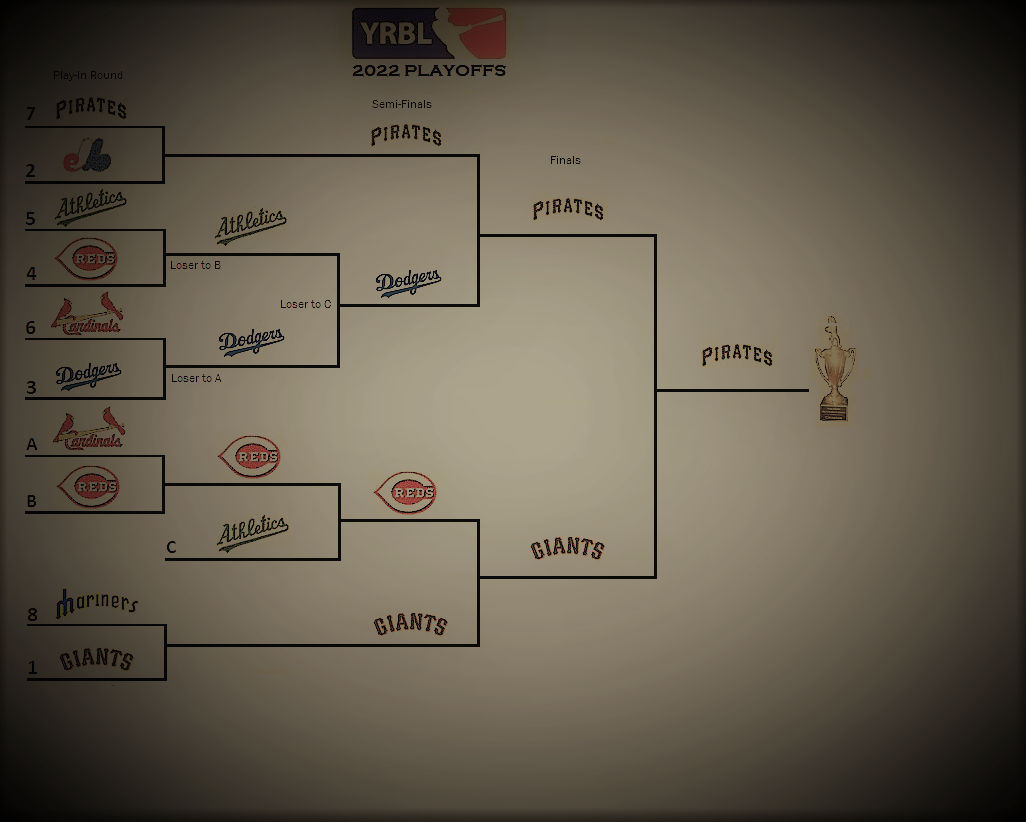 YRBL
2022 PLAYOFFS
Play-In Round
Semi-Finals
Finals
7 PIRATES
2
5 Athletics
4 REDS
6 Cardinals
3 Dodgers
A Cardinals
B REDS
8 Mariners
1 GIANTS
Athletics
Loser to B
Loser to C
Dodgers
Loser to A
REDS
C Athletics
PIRATES
Dodgers
REDS
GIANTS
PIRATES
GIANTS
PIRATES